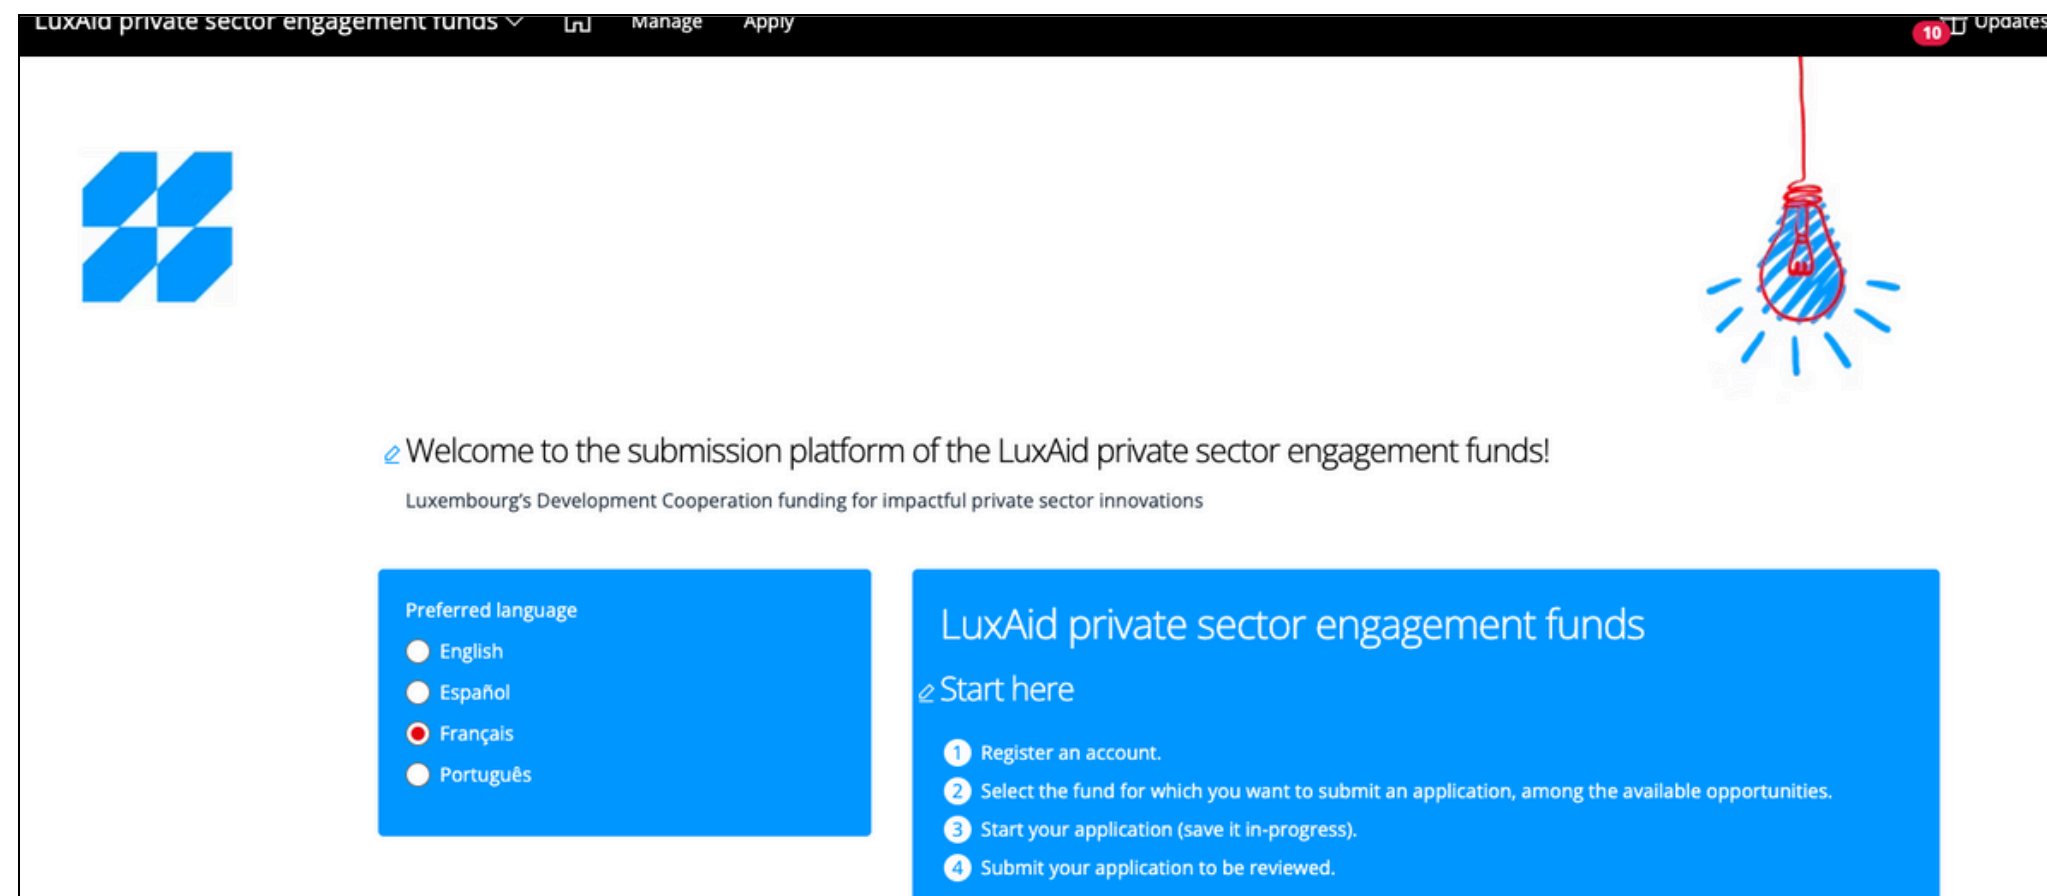 LuxAid private sector engagement funds
Manage
Apply
10
Updates
Welcome to the submission platform of the LuxAid private sector engagement funds!
Luxembourg’s Development Cooperation funding for impactful private sector innovations
Preferred language
English
Español
Français
Português
LuxAid private sector engagement funds
Start here
1 Register an account.
2 Select the fund for which you want to submit an application, among the available opportunities.
3 Start your application (save it in-progress).
4 Submit your application to be reviewed.